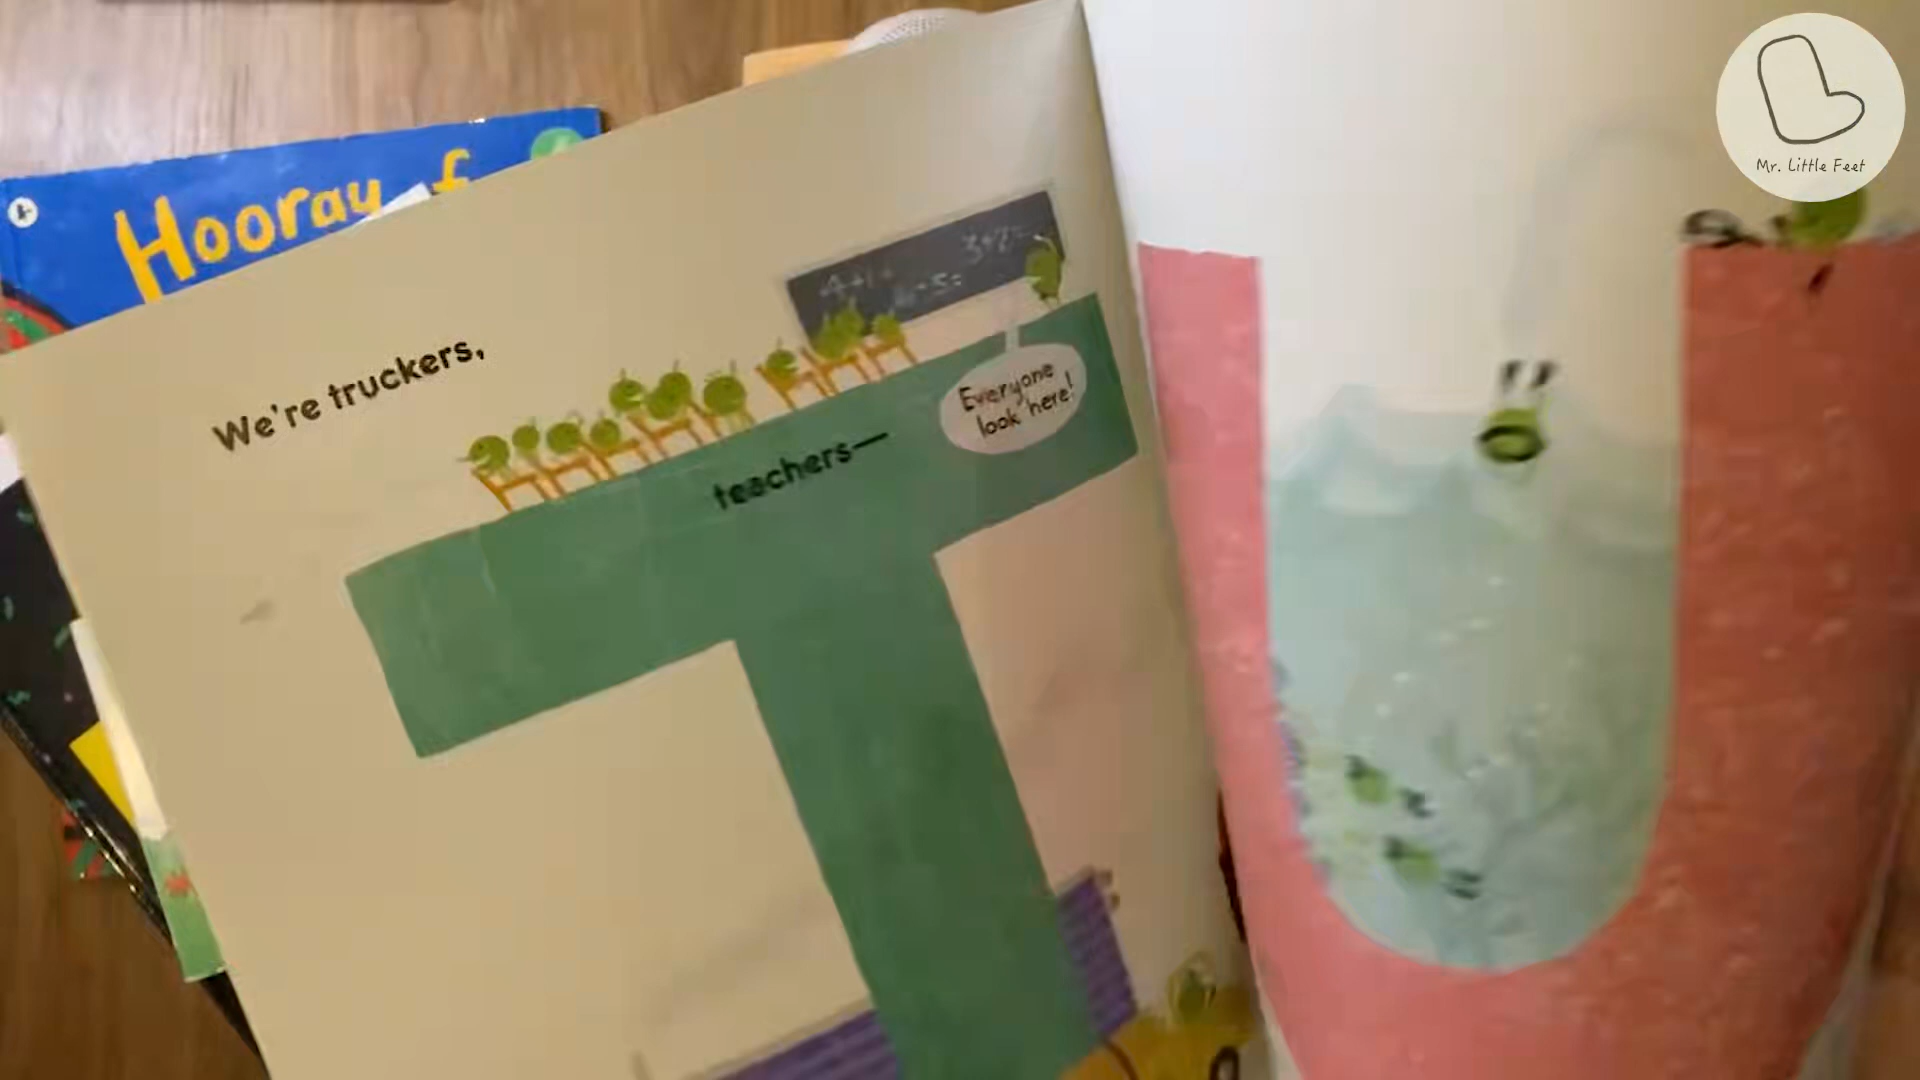 Hooray
We're truckers,
teachers—
Everyone
look here!
Mr. Little Feet